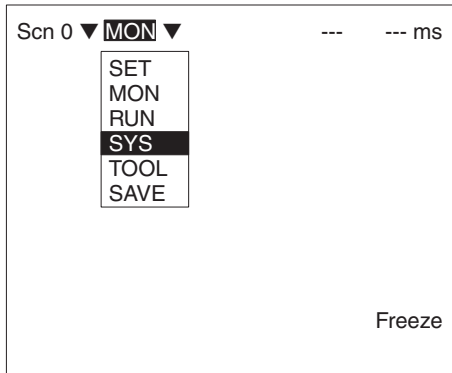 Scn 0 ▼ MON ▼ --- --- ms
SET
MON
RUN
SYS
TOOL
SAVE
Freeze